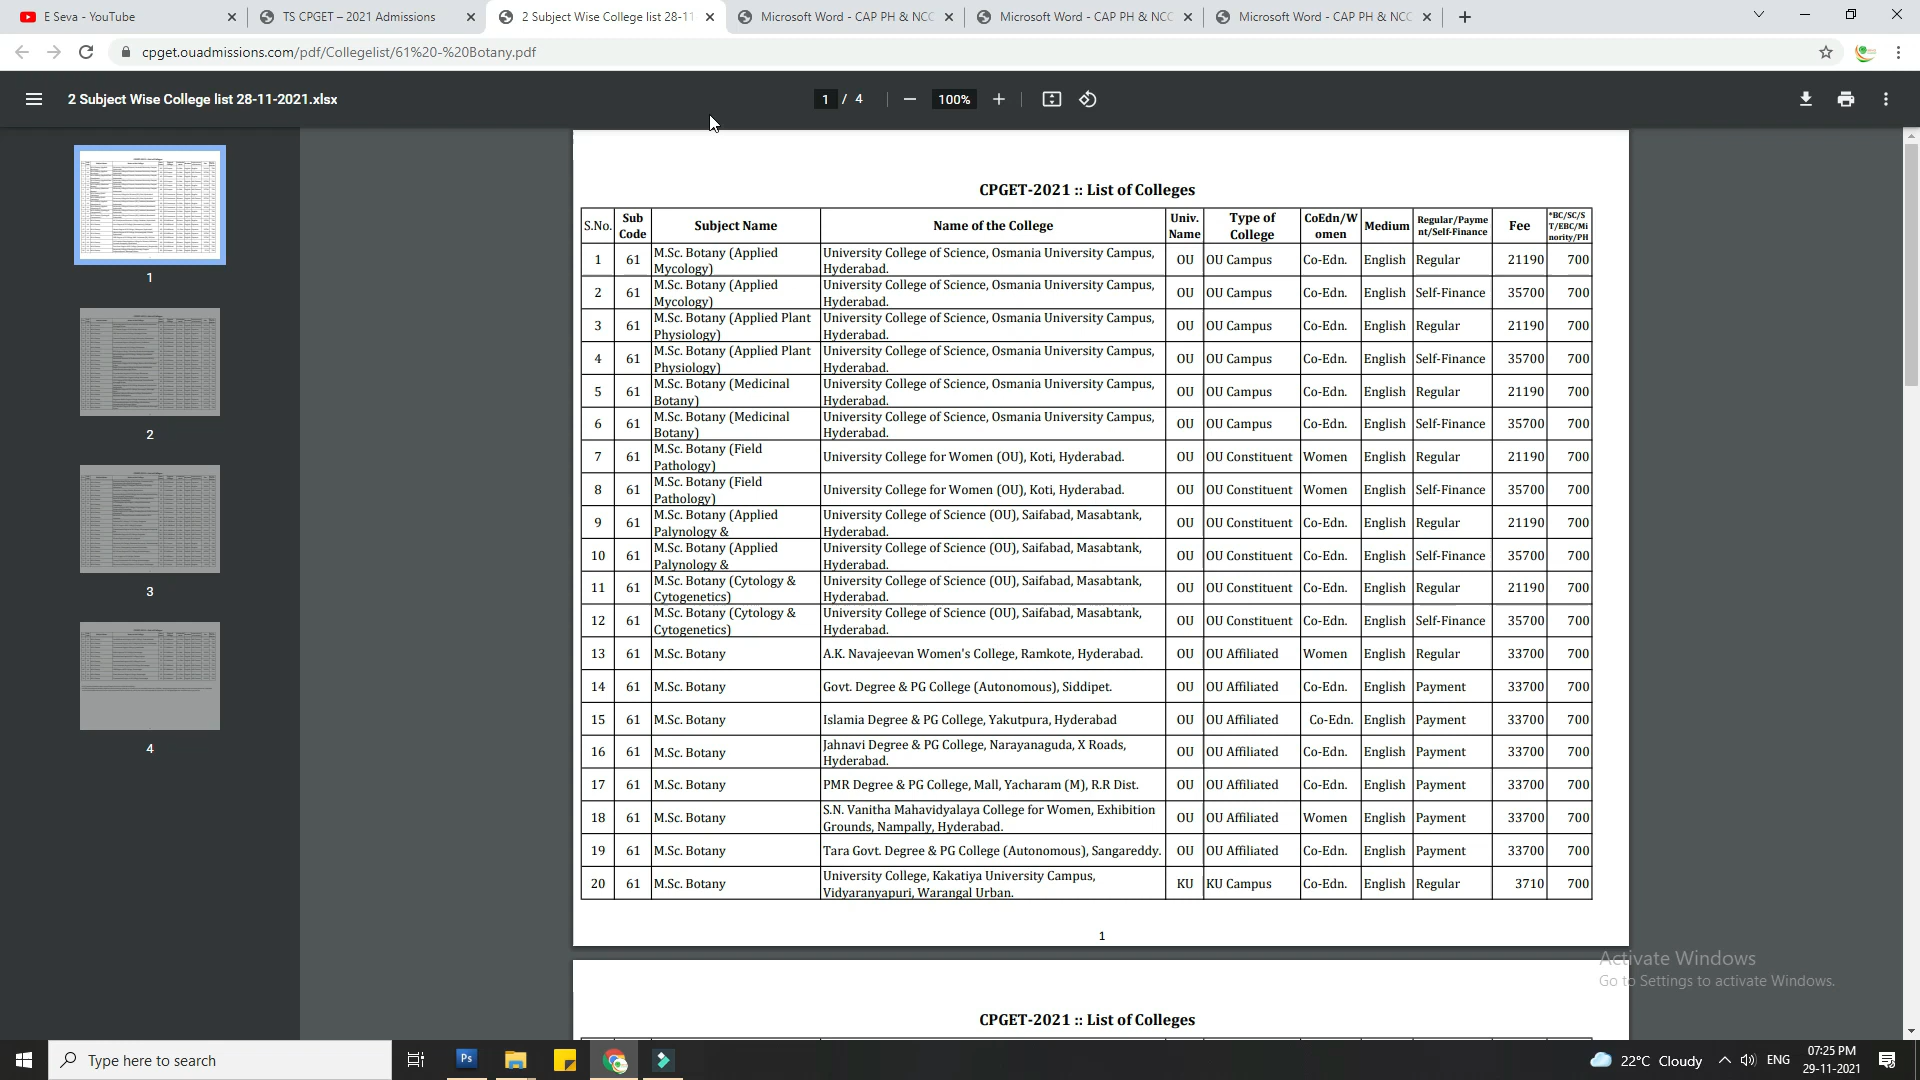 E Seva - YouTube
TS CPGET – 2021 Admissions
2 Subject Wise College list 28-11
Microsoft Word - CAP PH & NCC
Microsoft Word - CAP PH & NCC
Microsoft Word - CAP PH & NCC
cpget.ouadmissions.com/pdf/Collegelist/61%20-%20Botany.pdf
2 Subject Wise College list 28-11-2021.xlsx
1 / 4
100%
1
2
3
4
CPGET-2021 :: List of Colleges
S.No. Sub Code Subject Name Name of the College Univ. Name Type of College CoEdn/Women Medium Regular/Payment/Self-Finance Fee *BC/SC/ST/EBC/Minority/PH
1 61 M.Sc. Botany (Applied Mycology) University College of Science, Osmania University Campus, Hyderabad. OU OU Campus Co-Edn. English Regular 21190 700
2 61 M.Sc. Botany (Applied Mycology) University College of Science, Osmania University Campus, Hyderabad. OU OU Campus Co-Edn. English Self-Finance 35700 700
3 61 M.Sc. Botany (Applied Plant Physiology) University College of Science, Osmania University Campus, Hyderabad. OU OU Campus Co-Edn. English Regular 21190 700
4 61 M.Sc. Botany (Applied Plant Physiology) University College of Science, Osmania University Campus, Hyderabad. OU OU Campus Co-Edn. English Self-Finance 35700 700
5 61 M.Sc. Botany (Medicinal Botany) University College of Science, Osmania University Campus, Hyderabad. OU OU Campus Co-Edn. English Regular 21190 700
6 61 M.Sc. Botany (Medicinal Botany) University College of Science, Osmania University Campus, Hyderabad. OU OU Campus Co-Edn. English Self-Finance 35700 700
7 61 M.Sc. Botany (Field Pathology) University College for Women (OU), Koti, Hyderabad. OU OU Constituent Women English Regular 21190 700
8 61 M.Sc. Botany (Field Pathology) University College for Women (OU), Koti, Hyderabad. OU OU Constituent Women English Self-Finance 35700 700
9 61 M.Sc. Botany (Applied Palynology & University College of Science (OU), Saifabad, Masabtank, Hyderabad. OU OU Constituent Co-Edn. English Regular 21190 700
10 61 M.Sc. Botany (Applied Palynology & University College of Science (OU), Saifabad, Masabtank, Hyderabad. OU OU Constituent Co-Edn. English Self-Finance 35700 700
11 61 M.Sc. Botany (Cytology & Cytogenetics) University College of Science (OU), Saifabad, Masabtank, Hyderabad. OU OU Constituent Co-Edn. English Regular 21190 700
12 61 M.Sc. Botany (Cytology & Cytogenetics) University College of Science (OU), Saifabad, Masabtank, Hyderabad. OU OU Constituent Co-Edn. English Self-Finance 35700 700
13 61 M.Sc. Botany A.K. Navajeevan Women's College, Ramkote, Hyderabad. OU OU Affiliated Women English Regular 33700 700
14 61 M.Sc. Botany Govt. Degree & PG College (Autonomous), Siddipet. OU OU Affiliated Co-Edn. English Payment 33700 700
15 61 M.Sc. Botany Islamia Degree & PG College, Yakutpura, Hyderabad OU OU Affiliated Co-Edn. English Payment 33700 700
16 61 M.Sc. Botany Jahnavi Degree & PG College, Narayanaguda, X Roads, Hyderabad. OU OU Affiliated Co-Edn. English Payment 33700 700
17 61 M.Sc. Botany PMR Degree & PG College, Mall, Yacharam (M), R.R Dist. OU OU Affiliated Co-Edn. English Payment 33700 700
18 61 M.Sc. Botany S.N. Vanitha Mahavidyalaya College for Women, Exhibition Grounds, Nampally, Hyderabad. OU OU Affiliated Women English Payment 33700 700
19 61 M.Sc. Botany Tara Govt. Degree & PG College (Autonomous), Sangareddy. OU OU Affiliated Co-Edn. English Payment 33700 700
20 61 M.Sc. Botany University College, Kakatiya University Campus, Vidyaranyapuri, Warangal Urban. KU KU Campus Co-Edn. English Regular 3710 700
1
Activate Windows
Go to Settings to activate Windows.
CPGET-2021 :: List of Colleges
Type here to search
Ps
22°C Cloudy
ENG
07:25 PM
29-11-2021